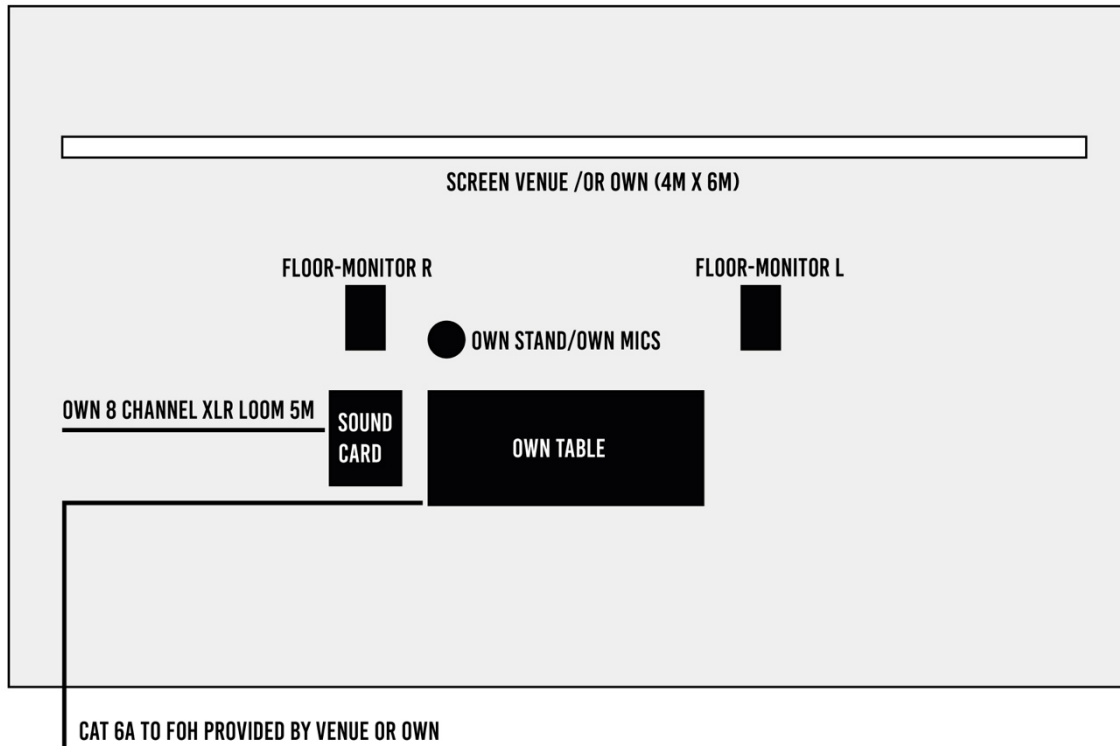 SCREEN VENUE /OR OWN (4M X 6M)
FLOOR-MONITOR R
FLOOR-MONITOR L
OWN STAND/OWN MICS
OWN 8 CHANNEL XLR LOOM 5M
SOUND
CARD
OWN TABLE
CAT 6A TO FOH PROVIDED BY VENUE OR OWN